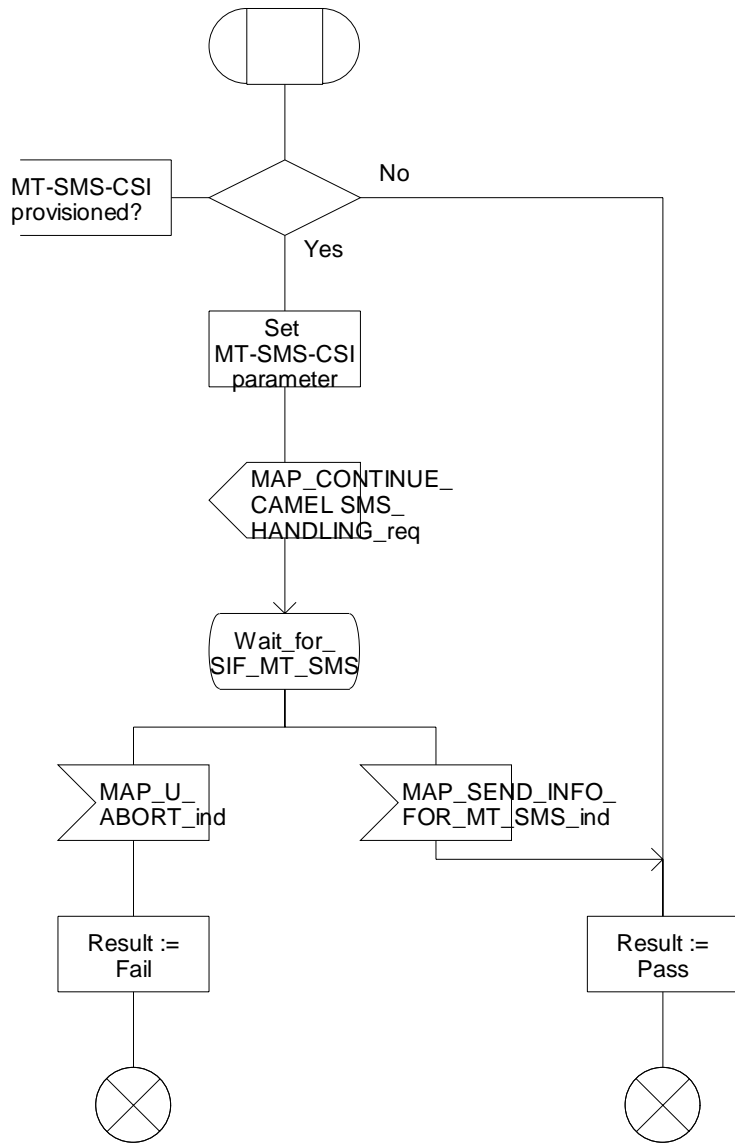 MT-SMS-CSI
provisioned?
No
Yes
Set
MT-SMS-CSI
parameter
MAP_CONTINUE_
CAMEL SMS_
HANDLING_req
Wait_for_
SIF_MT_SMS
MAP_U_
ABORT_ind
MAP_SEND_INFO_
FOR_MT_SMS_ind
Result :=
Fail
Result :=
Pass